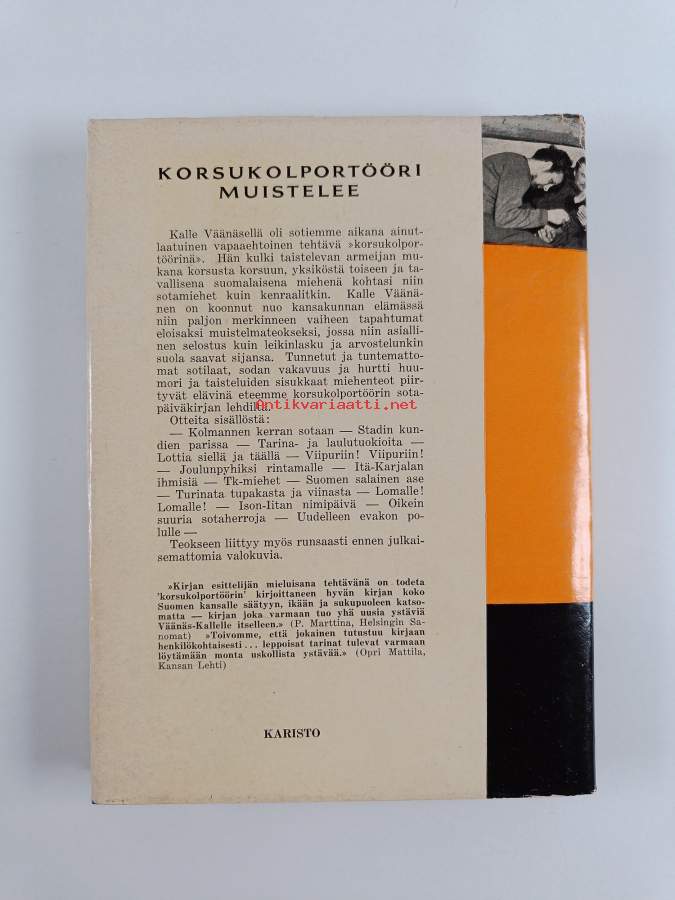 KORSUKOLPORTÖÖRI
MUISTELEE
Kalle Väänäsellä oli sotiemme aikana ainut-
laatuinen vapaaehtoinen tehtävä »korsukolpor-
töörinä». Hän kulki taistelevan armeijan mu-
kana korsusta korsuun, yksiköstä toiseen ja ta-
vallisena suomalaisena miehenä kohtasi niin
sotamiehet kuin kenraalitkin. Kalle Väänä-
nen on koonnut nuo kansakunnan elämässä
niin paljon merkinneen vaiheen tapahtumat
eloisaksi muistelmateokseksi, jossa niin asialli-
nen selostus kuin leikinlasku ja arvostelunkin
suola saavat sijansa. Tunnetut ja tuntematto-
mat sotilaat, sodan vakavuus ja hurtti huu-
mori ja taisteluiden sisukkaat miehenteot piir-
tyvät elävinä eteemme korsukolportöörin sota-
päiväkirjan lehdiltä.
Antikvariaatti.net
Otteita sisällöstä:
— Kolmannen kerran sotaan — Stadin kun-
dien parissa — Tarina- ja laulutuokioita —
Lottia siellä ja täällä — Viipuriin! Viipuriin!
— Joulunpyhiksi rintamalle — Itä-Karjalan
ihmisiä — Tk-miehet — Suomen salainen ase
— Turinata tupakasta ja viinasta — Lomalle!
Lomalle! — Ison-Iitan nimipäivä — Oikein
suuria sotaherroja — Uudelleen evakon po-
lulle —
Teokseen liittyy myös runsaasti ennen julkai-
semattomia valokuvia.
»Kirjan esittelijän mieluisana tehtävänä on todeta
'korsukolportöörin' kirjoittaneen hyvän kirjan koko
Suomen kansalle säätyyn, ikään ja sukupuoleen katso-
matta — kirjan joka varmaan tuo yhä uusia ystäviä
Väänäs-Kallelle itselleen.» (P. Marttina, Helsingin Sa-
nomat) »Toivomme, että jokainen tutustuu kirjaan
henkilökohtaisesti... leppoisat tarinat tulevat varmaan
löytämään monta uskollista ystävää.» (Opri Mattila,
Kansan Lehti)
KARISTO